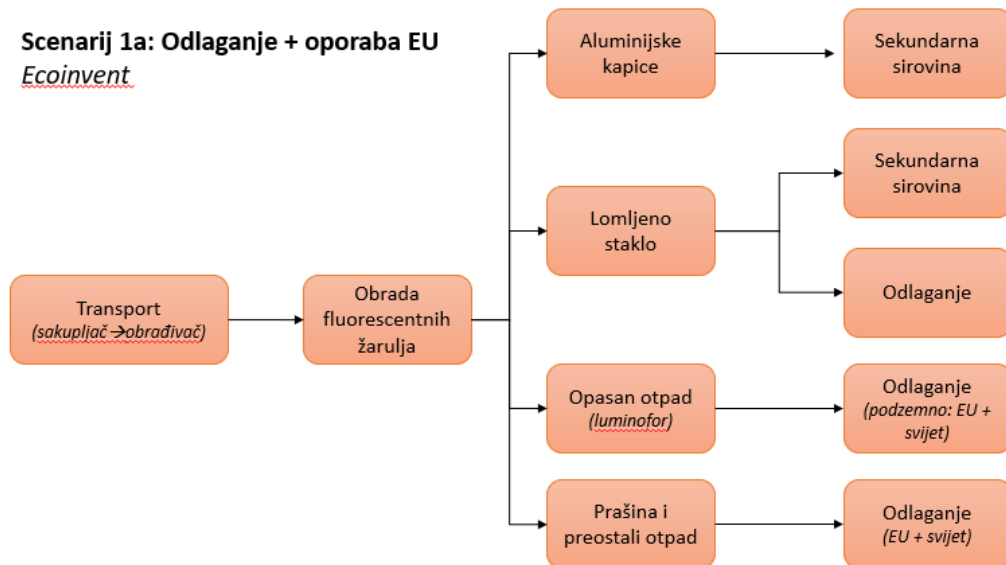 Scenarij 1a: Odlaganje + oporaba EU
Ecoinvent
Transport
(sakupljač→obrađivač)
Obrada
fluorescentnih
žarulja
Aluminijske
kapice
Sekundarna
sirovina
Lomljeno
staklo
Sekundarna
sirovina
Odlaganje
Opasan otpad
(luminofor)
Odlaganje
(podzemno: EU +
svijet)
Prašina i
preostali otpad
Odlaganje
(EU + svijet)